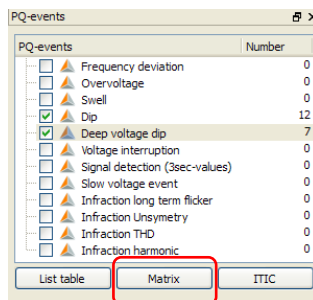 PQ-events
PQ-events Number
Frequency deviation 0
Overvoltage 0
Swell 0
Dip 12
Deep voltage dip 7
Voltage interruption 0
Signal detection (3sec-values) 0
Slow voltage event 0
Infraction long term flicker 0
Infraction Unsymetry 0
Infraction THD 0
Infraction harmonic 0
List table Matrix ITIC